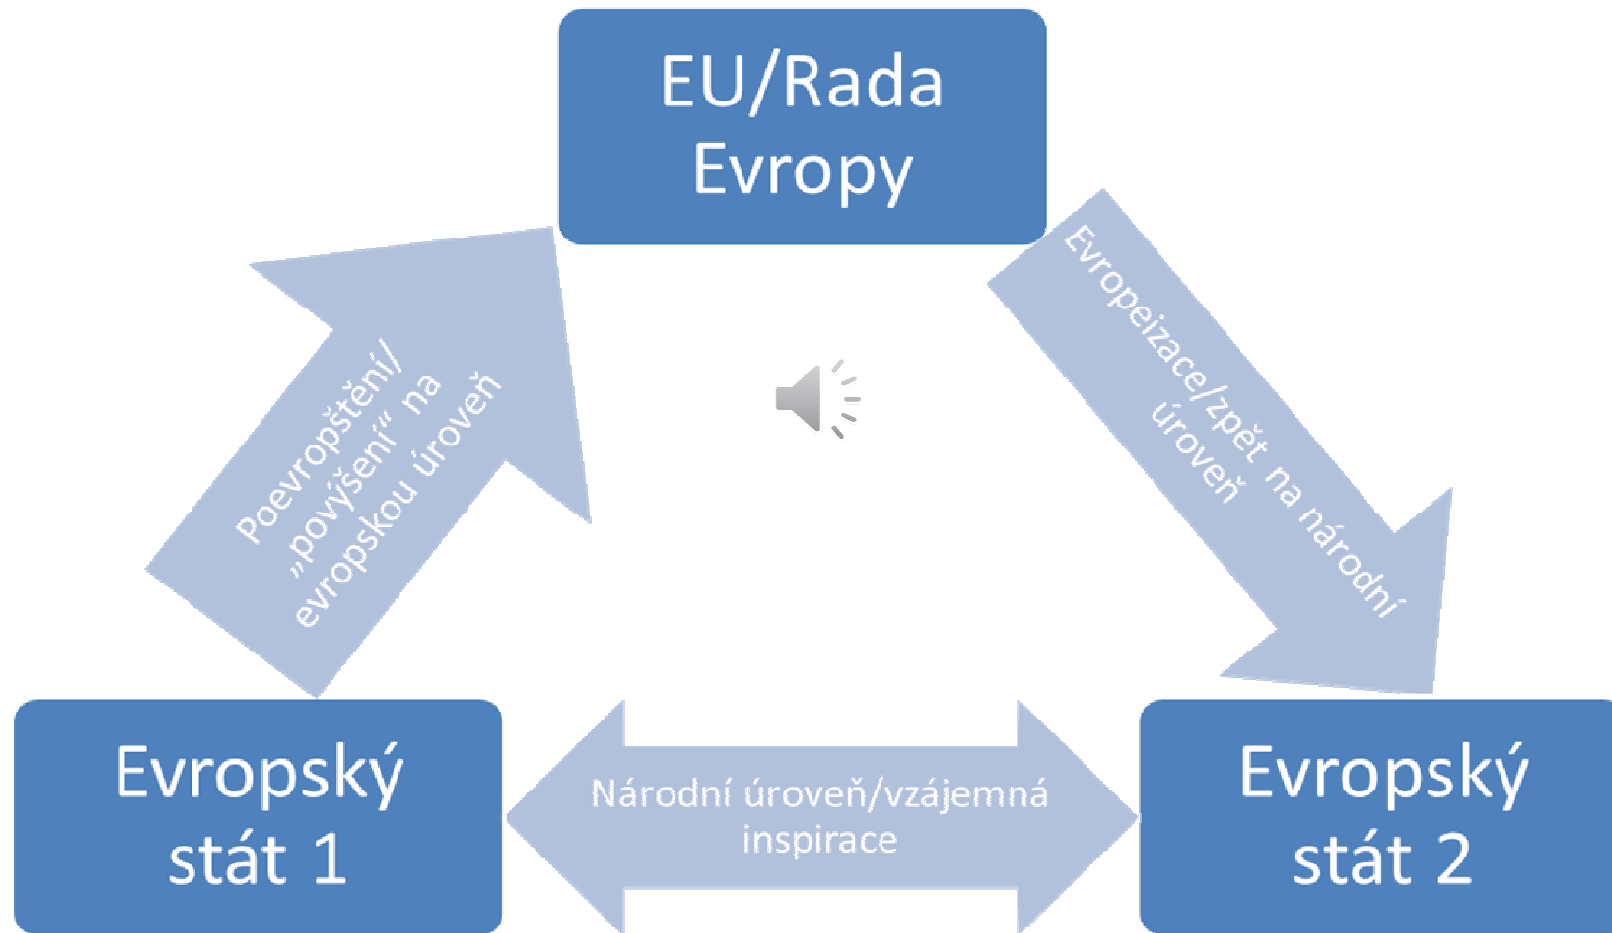 EU/Rada
Evropy
Poevropštění/
„povýšení“ na
evropskou úroveň
Evropeizace/zpět na národní
úroveň
Evropský
stát 1
Národní úroveň/vzájemná
inspirace
Evropský
stát 2